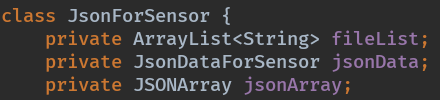 class JsonForSensor {
    private ArrayList<String> fileList;
    private JsonDataForSensor jsonData;
    private JSONArray jsonArray;